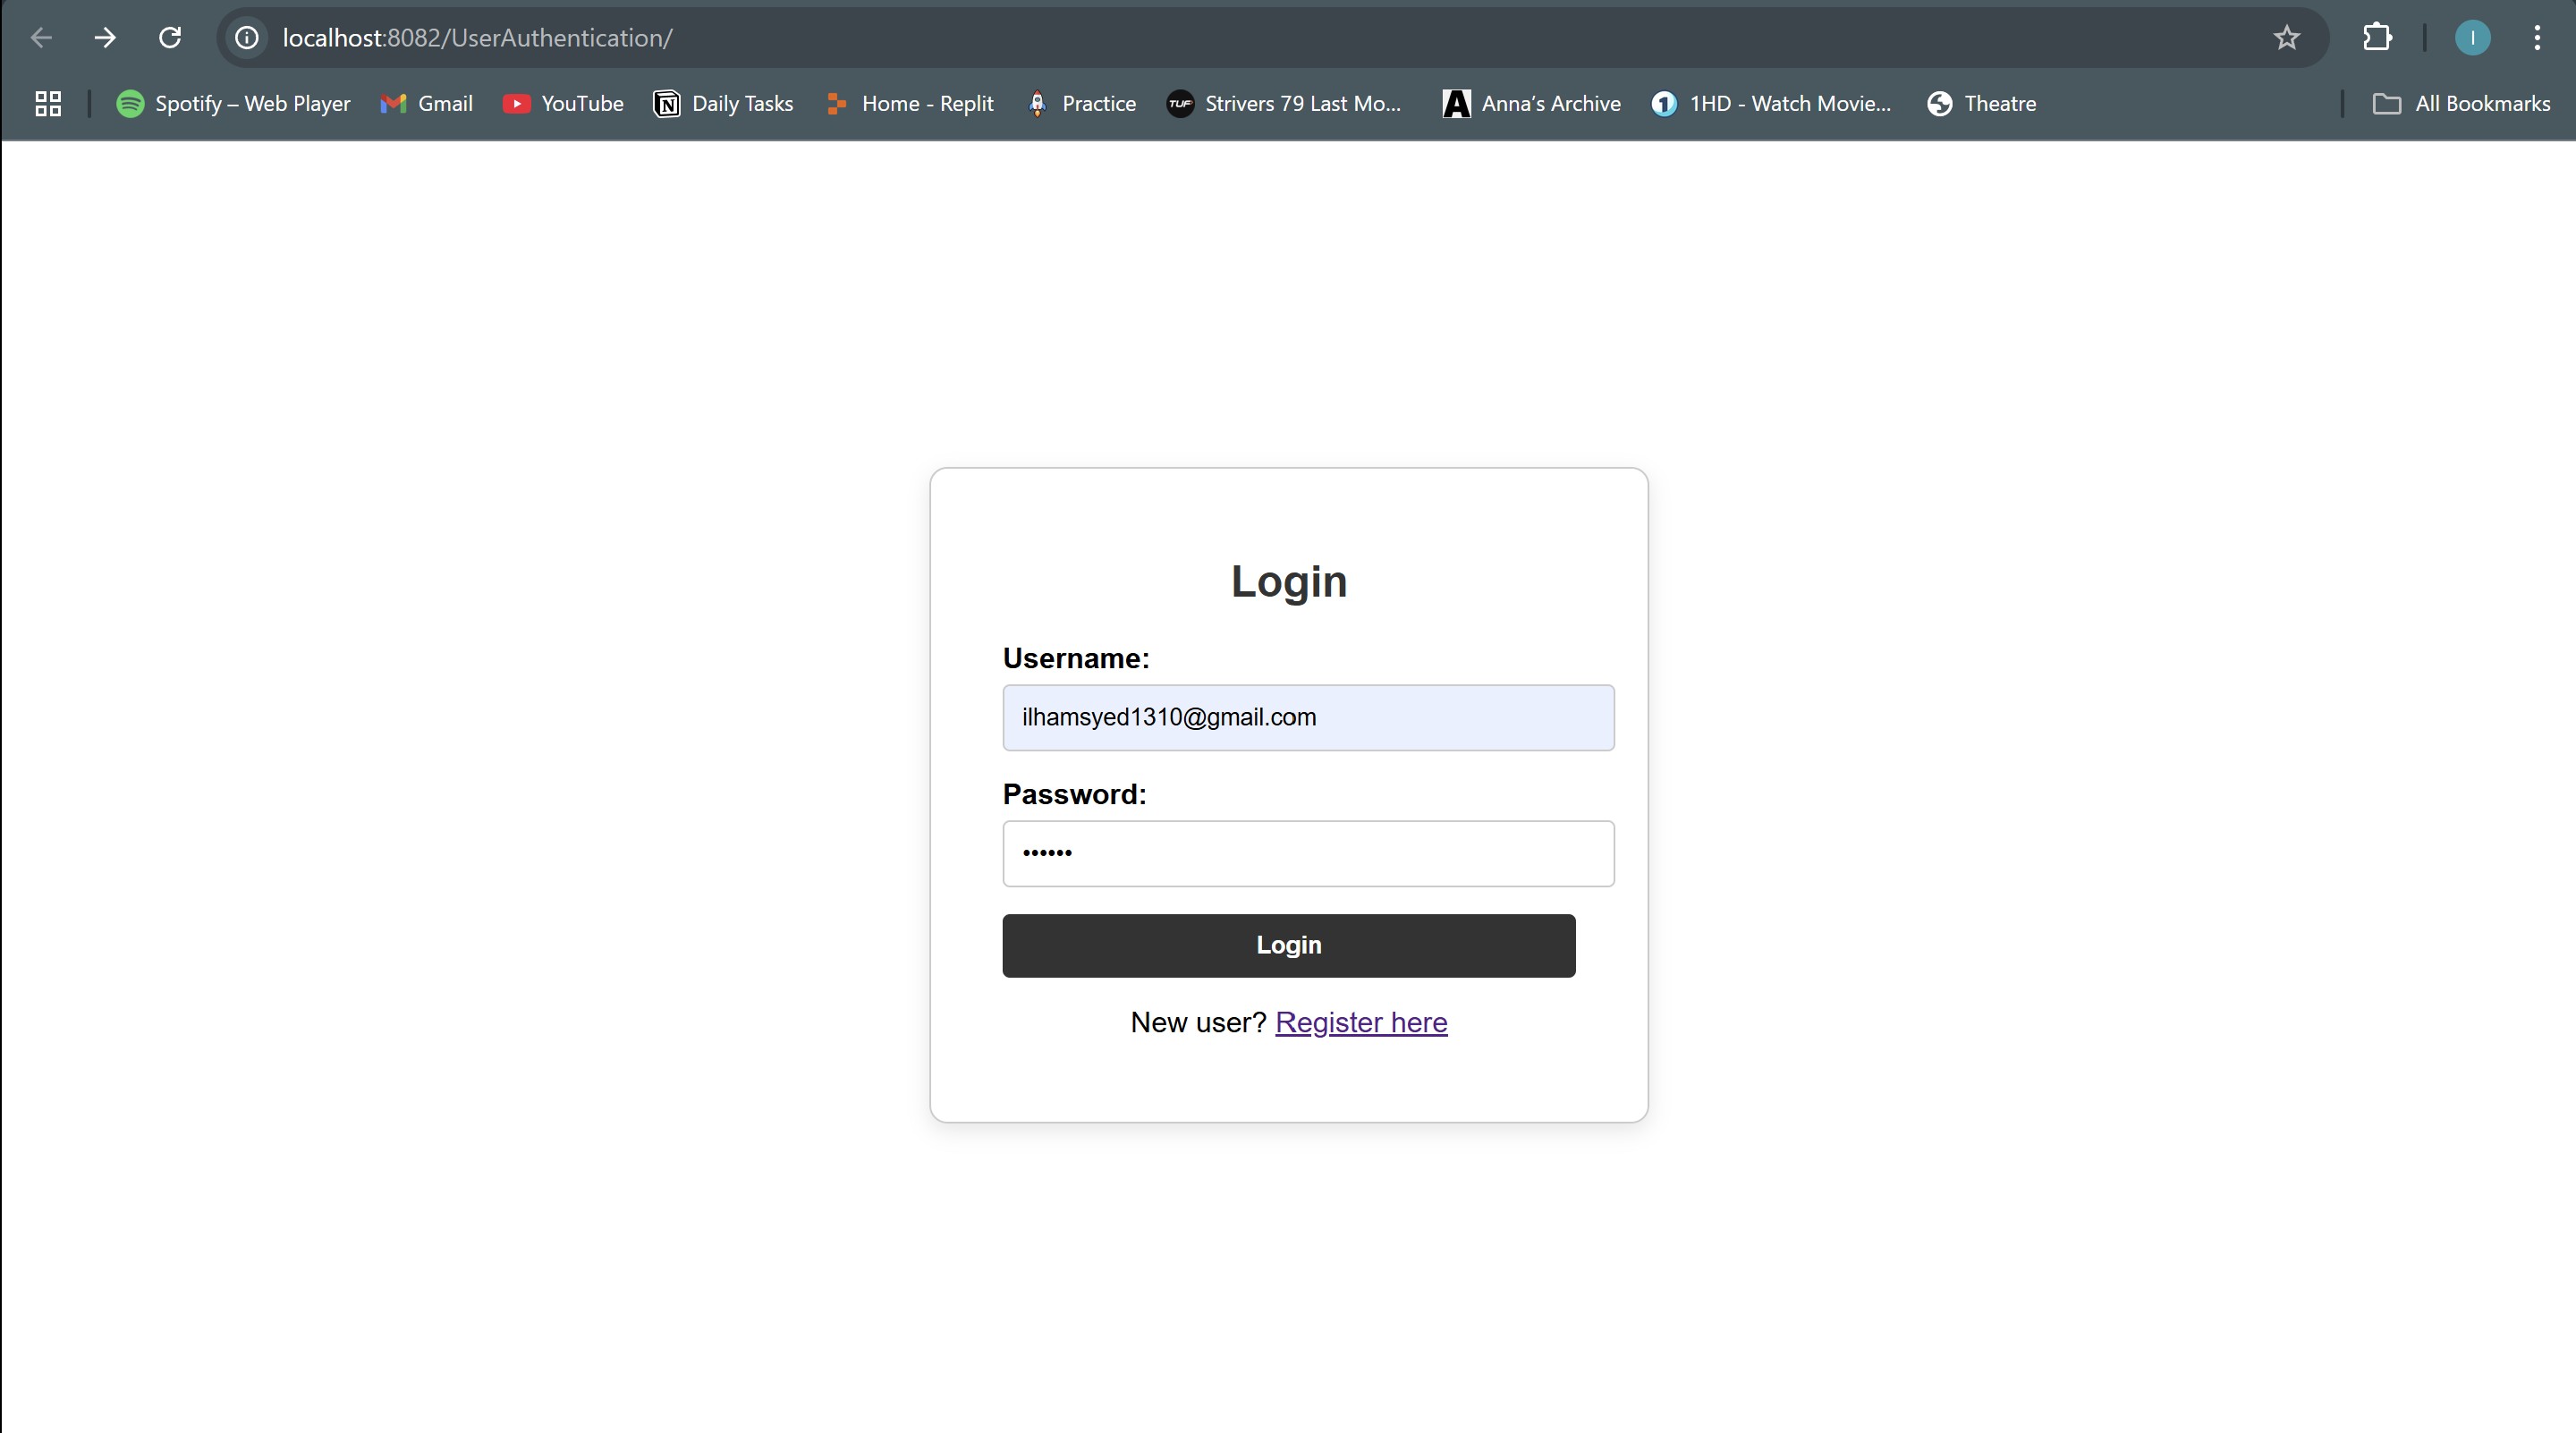 localhost:8082/UserAuthentication/
I
Spotify – Web Player Gmail YouTube Daily Tasks Home - Replit Practice TUF Strivers 79 Last Mo... Anna's Archive 1HD - Watch Movie... Theatre All Bookmarks
Login
Username:
ilhamsyed1310@gmail.com
Password:
••••••
Login
New user? Register here